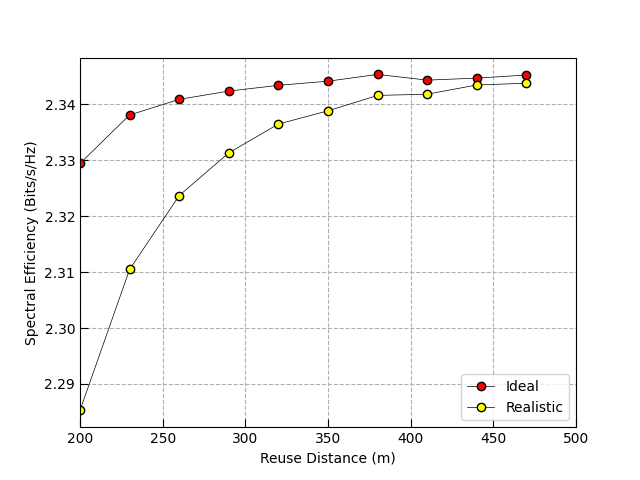 Spectral Efficiency (Bits/s/Hz)
2.34
2.33
2.32
2.31
2.30
2.29
200 250 300 350 400 450 500
Reuse Distance (m)
Ideal
Realistic